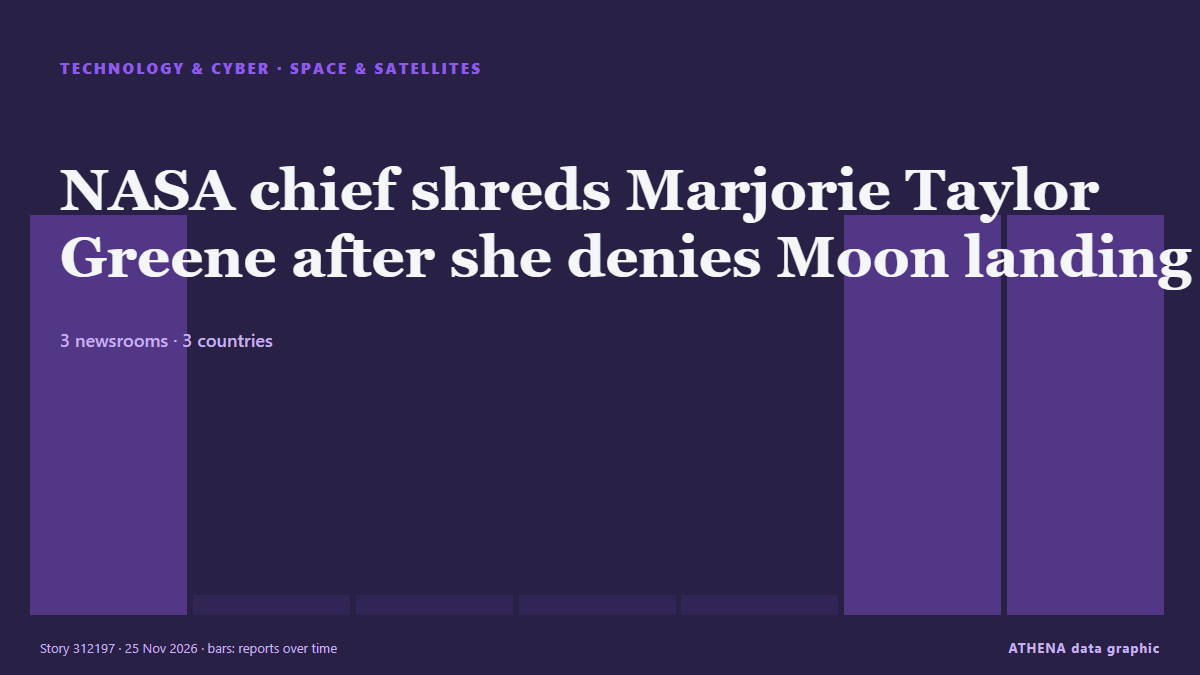 TECHNOLOGY & CYBER · SPACE & SATELLITES
NASA chief shreds Marjorie Taylor
Greene after she denies Moon landing
3 newsrooms · 3 countries
Story 312197 · 25 Nov 2026 · bars: reports over time
ATHENA data graphic